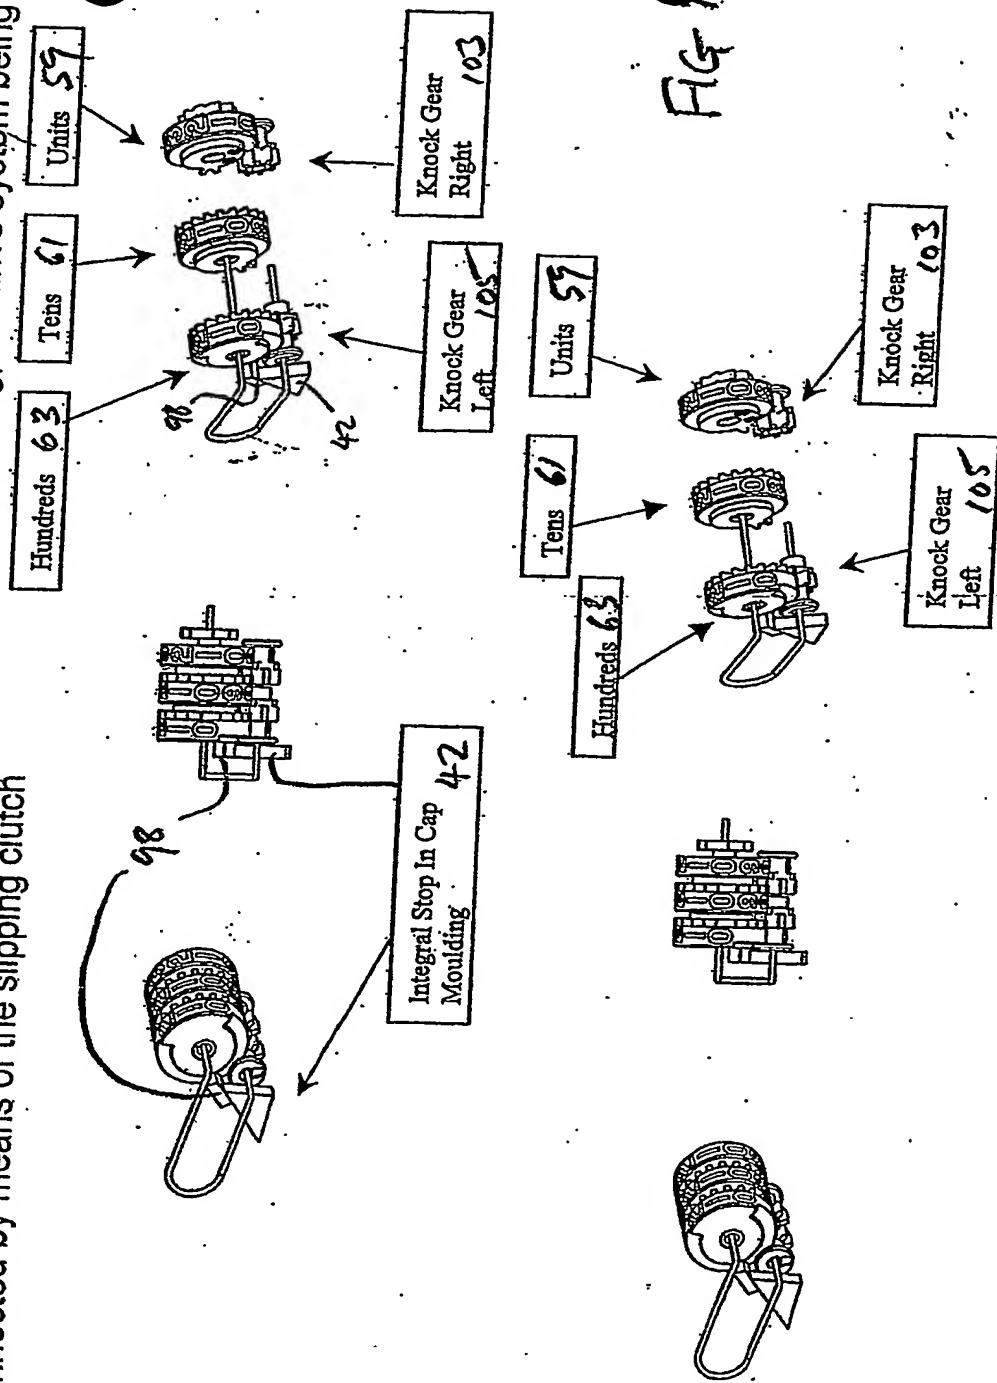 nnected by means of the slipping clutch
being
Hundreds 63
Tens 61
Units 59
98
42
Knock Gear
Left 105
Knock Gear
Right 103
98
Integral Stop In Cap
Moulding 42
FIG
Hundreds 63
Tens 61
Units 59
Knock Gear
Left 105
Knock Gear
Right 103